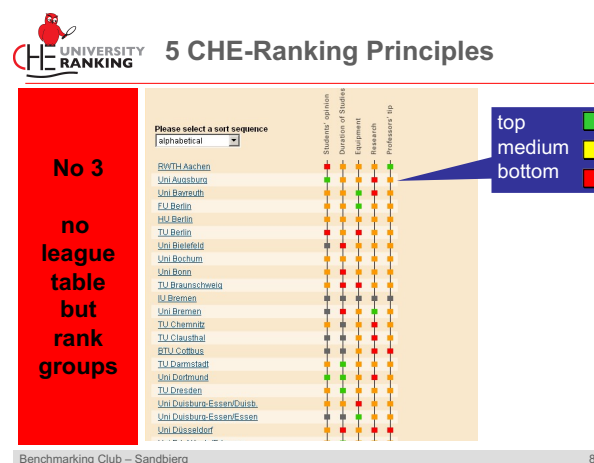 CHE UNIVERSITY
RANKING
5 CHE-Ranking Principles
No 3
no
league
table
but
rank
groups
Please select a sort sequence
alphabetical
Students' opinion
Duration of Studies
Equipment
Research
Professors' tip
RWTH Aachen
Uni Augsburg
Uni Bayreuth
FU Berlin
HU Berlin
TU Berlin
Uni Bielefeld
Uni Bochum
Uni Bonn
TU Braunschweig
IU Bremen
Uni Bremen
TU Chemnitz
TU Clausthal
BTU Cottbus
TU Darmstadt
Uni Dortmund
TU Dresden
Uni Duisburg-Essen/Duisb.
Uni Duisburg-Essen/Essen
Uni Düsseldorf
top
medium
bottom
Benchmarking Club – Sandbjerg
8